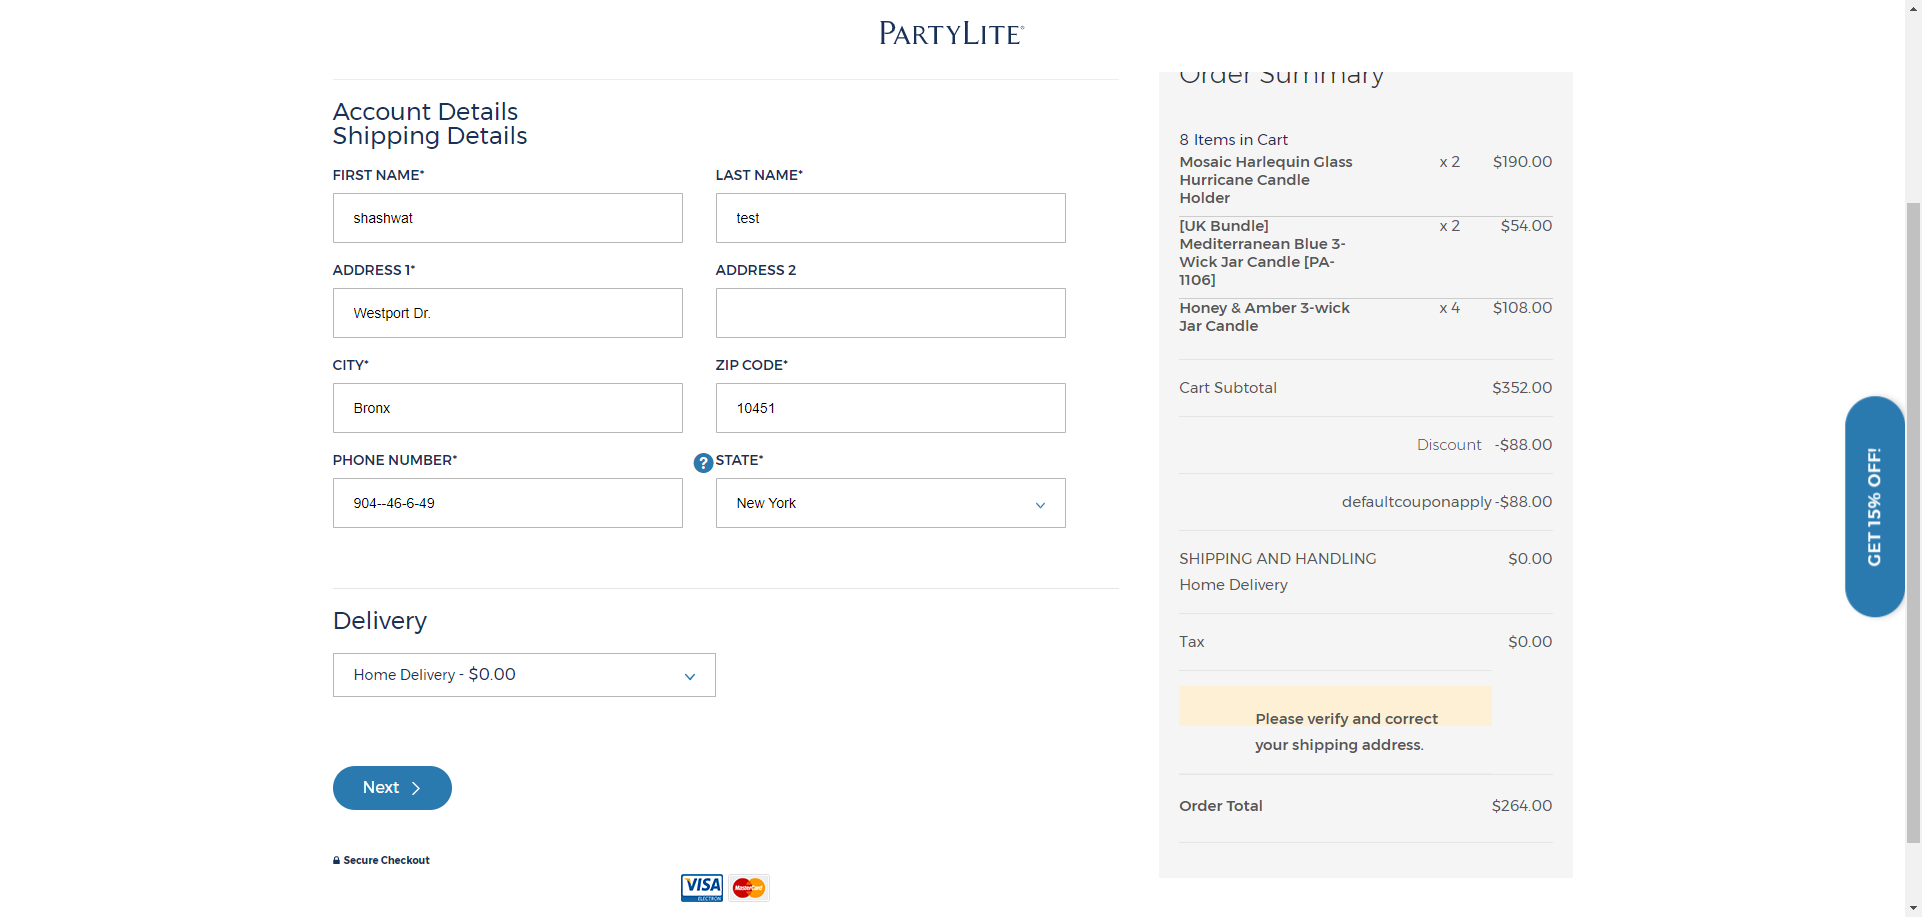 PARTYLITE®
Account Details
Shipping Details
FIRST NAME*
LAST NAME*
shashwat
test
ADDRESS 1*
ADDRESS 2
Westport Dr.
CITY*
ZIP CODE*
Bronx
10451
PHONE NUMBER*
? STATE*
904--46-6-49
New York
Delivery
Home Delivery - $0.00
Next
Secure Checkout
VISA
ELECTRON
MasterCard
Order Summary
8 Items in Cart
Mosaic Harlequin Glass x 2 $190.00
Hurricane Candle
Holder
[UK Bundle] x 2 $54.00
Mediterranean Blue 3-
Wick Jar Candle [PA-
1106]
Honey & Amber 3-wick x 4 $108.00
Jar Candle
Cart Subtotal $352.00
Discount -$88.00
defaultcouponapply -$88.00
SHIPPING AND HANDLING $0.00
Home Delivery
Tax $0.00
Please verify and correct
your shipping address.
Order Total $264.00
GET 15% OFF!